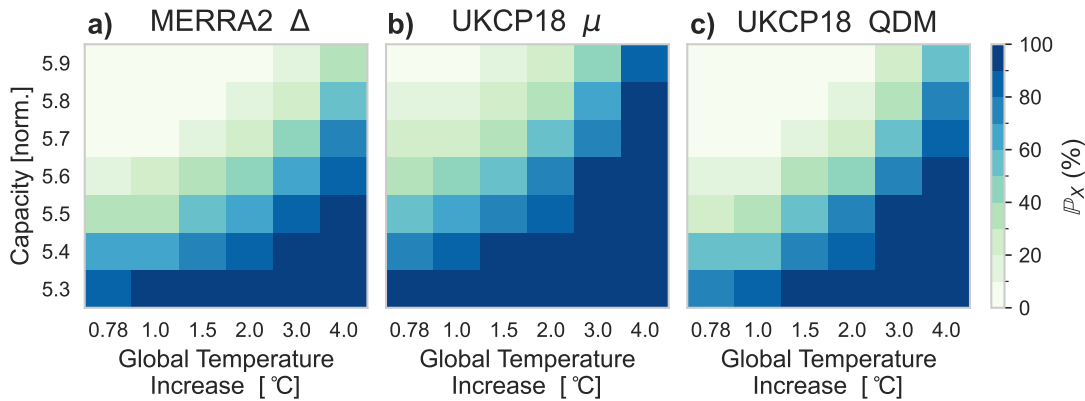 a) MERRA2 Δ
b) UKCP18 μ
c) UKCP18 QDM
Capacity [norm.]
5.9
5.8
5.7
5.6
5.5
5.4
5.3
0.78 1.0 1.5 2.0 3.0 4.0
Global Temperature
Increase [°C]
0.78 1.0 1.5 2.0 3.0 4.0
Global Temperature
Increase [°C]
0.78 1.0 1.5 2.0 3.0 4.0
Global Temperature
Increase [°C]
100
80
60
40
20
0
ℙX (%)